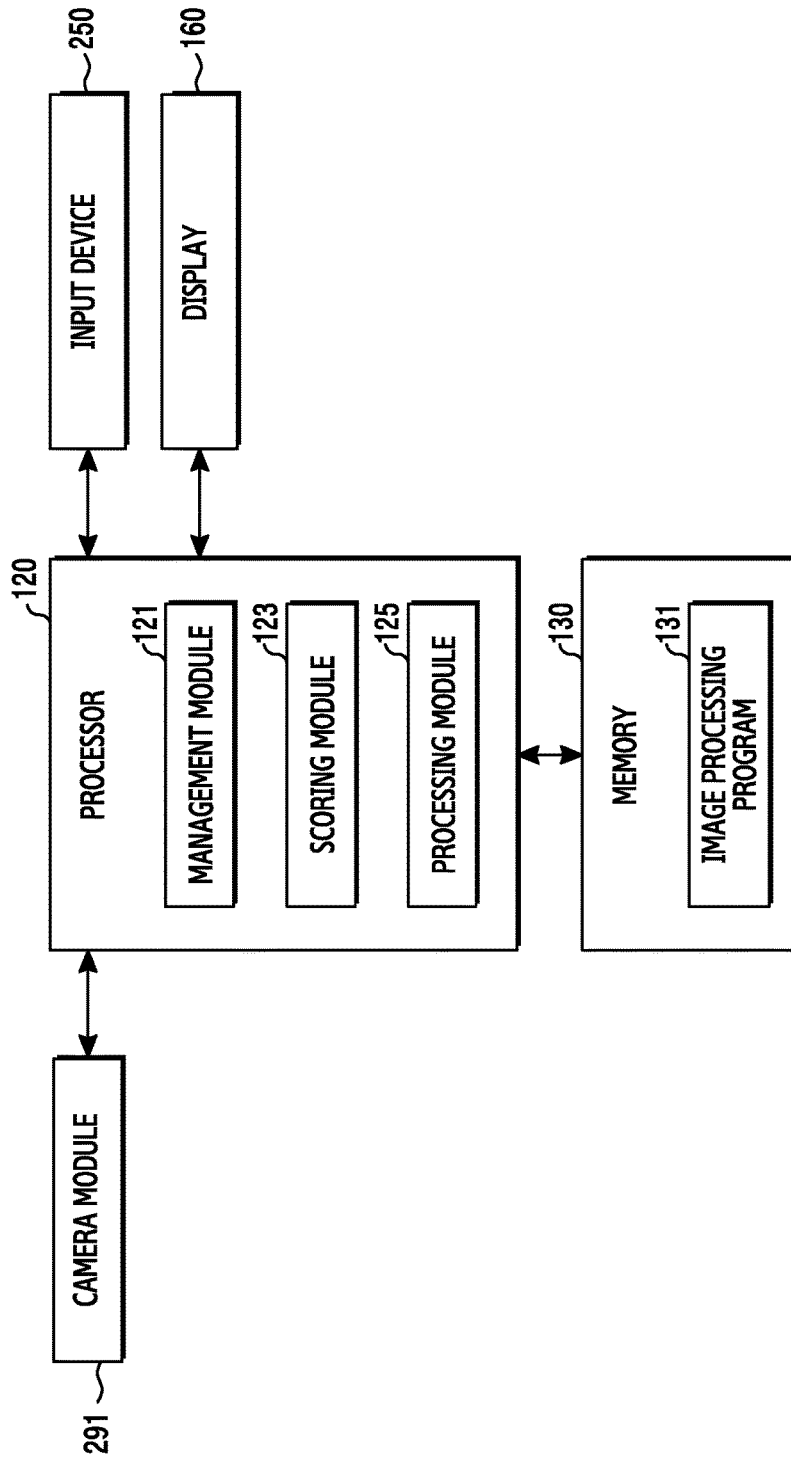 CAMERA MODULE
291
120
PROCESSOR
121
MANAGEMENT MODULE
123
SCORING MODULE
125
PROCESSING MODULE
INPUT DEVICE
250
DISPLAY
160
130
MEMORY
131
IMAGE PROCESSING
PROGRAM